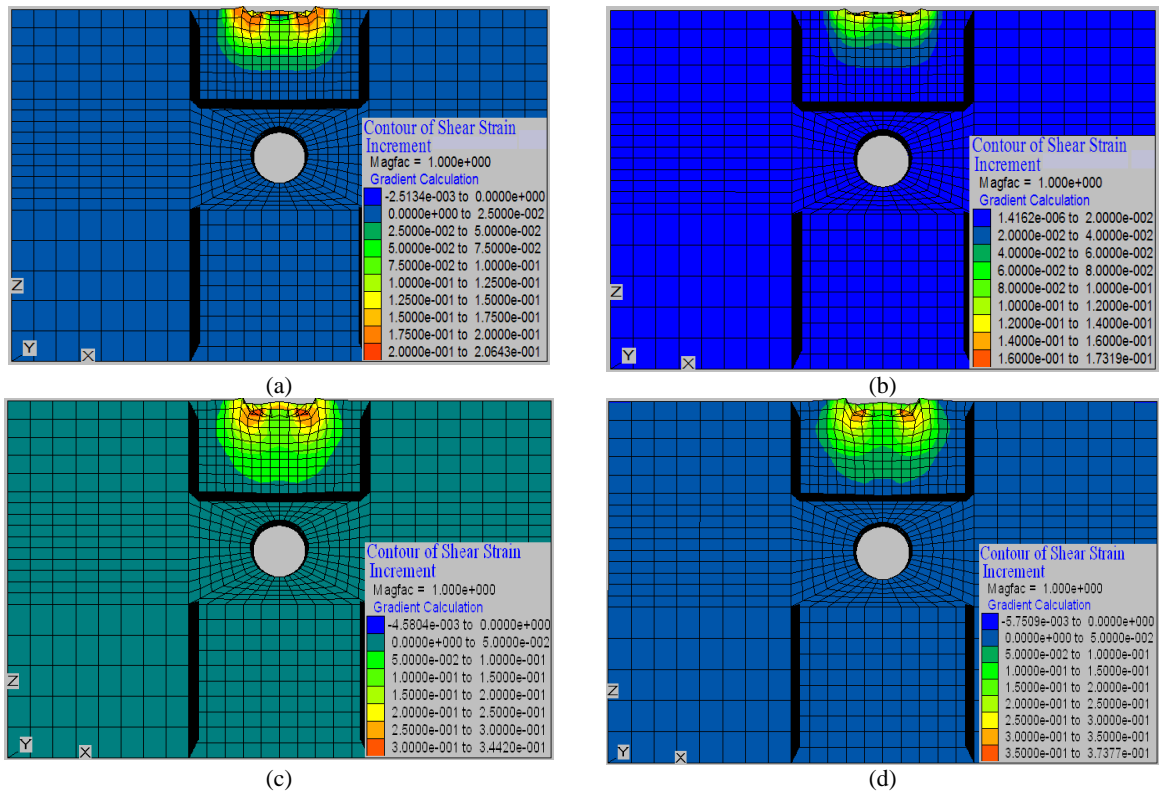 Contour of Shear Strain
Increment
Magfac = 1.000e+000
Gradient Calculation
-2.5134e-003 to 0.0000e+000
0.0000e+000 to 2.5000e-002
2.5000e-002 to 5.0000e-002
5.0000e-002 to 7.5000e-002
7.5000e-002 to 1.0000e-001
1.0000e-001 to 1.2500e-001
1.2500e-001 to 1.5000e-001
1.5000e-001 to 1.7500e-001
1.7500e-001 to 2.0000e-001
2.0000e-001 to 2.0643e-001
Z
Y
X
(a)
Contour of Shear Strain
Increment
Magfac = 1.000e+000
Gradient Calculation
1.4162e-006 to 2.0000e-002
2.0000e-002 to 4.0000e-002
4.0000e-002 to 6.0000e-002
6.0000e-002 to 8.0000e-002
8.0000e-002 to 1.0000e-001
1.0000e-001 to 1.2000e-001
1.2000e-001 to 1.4000e-001
1.4000e-001 to 1.6000e-001
1.6000e-001 to 1.7319e-001
Z
Y
X
(b)
Contour of Shear Strain
Increment
Magfac = 1.000e+000
Gradient Calculation
-4.5804e-003 to 0.0000e+000
0.0000e+000 to 5.0000e-002
5.0000e-002 to 1.0000e-001
1.0000e-001 to 1.5000e-001
1.5000e-001 to 2.0000e-001
2.0000e-001 to 2.5000e-001
2.5000e-001 to 3.0000e-001
3.0000e-001 to 3.4420e-001
Z
Y
X
(c)
Contour of Shear Strain
Increment
Magfac = 1.000e+000
Gradient Calculation
-5.7509e-003 to 0.0000e+000
0.0000e+000 to 5.0000e-002
5.0000e-002 to 1.0000e-001
1.0000e-001 to 1.5000e-001
1.5000e-001 to 2.0000e-001
2.0000e-001 to 2.5000e-001
2.5000e-001 to 3.0000e-001
3.0000e-001 to 3.5000e-001
3.5000e-001 to 3.7377e-001
Z
Y
X
(d)